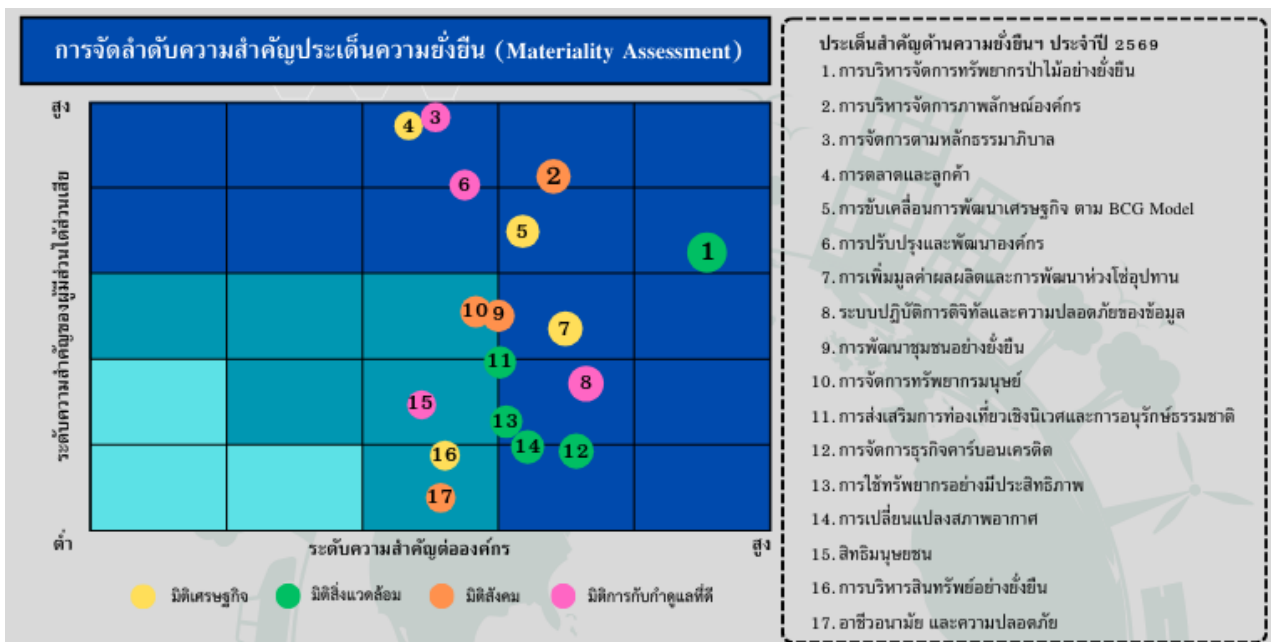 การจัดลำดับความสำคัญประเด็นความยั่งยืน (Materiality Assessment)
สูง
ระดับความสำคัญของผู้มีส่วนได้ส่วนเสีย
4
3
6
2
5
1
10
9
7
11
8
15
13
14
12
16
17
ต่ำ
ระดับความสำคัญต่อองค์กร
สูง
มิติเศรษฐกิจ
มิติสิ่งแวดล้อม
มิติสังคม
มิติการกับกำดูแลที่ดี
ประเด็นสำคัญด้านความยั่งยืนฯ ประจำปี 2569
1. การบริหารจัดการทรัพยากรป่าไม้อย่างยั่งยืน
2. การบริหารจัดการภาพลักษณ์องค์กร
3. การจัดการตามหลักธรรมาภิบาล
4. การตลาดและลูกค้า
5. การขับเคลื่อนการพัฒนาเศรษฐกิจ ตาม BCG Model
6. การปรับปรุงและพัฒนาองค์กร
7. การเพิ่มมูลค่าผลผลิตและการพัฒนาห่วงโซ่อุปทาน
8. ระบบปฏิบัติการดิจิทัลและความปลอดภัยของข้อมูล
9. การพัฒนาชุมชนอย่างยั่งยืน
10. การจัดการทรัพยากรมนุษย์
11. การส่งเสริมการท่องเที่ยวเชิงนิเวศและการอนุรักษ์ธรรมชาติ
12. การจัดการธุรกิจคาร์บอนเครดิต
13. การใช้ทรัพยากรอย่างมีประสิทธิภาพ
14. การเปลี่ยนแปลงสภาพอากาศ
15. สิทธิมนุษยชน
16. การบริหารสินทรัพย์อย่างยั่งยืน
17. อาชีวอนามัย และความปลอดภัย